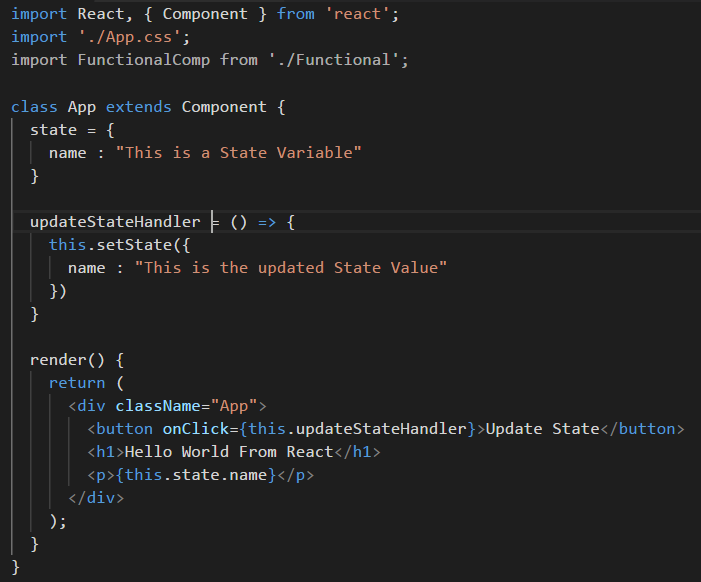 import React, { Component } from 'react';
import './App.css';
import FunctionalComp from './Functional';

class App extends Component {
  state = {
    name : "This is a State Variable"
  }

  updateStateHandler = () => {
    this.setState({
      name : "This is the updated State Value"
    })
  }

  render() {
    return (
      <div className="App">
        <button onClick={this.updateStateHandler}>Update State</button>
        <h1>Hello World From React</h1>
        <p>{this.state.name}</p>
      </div>
    );
  }
}